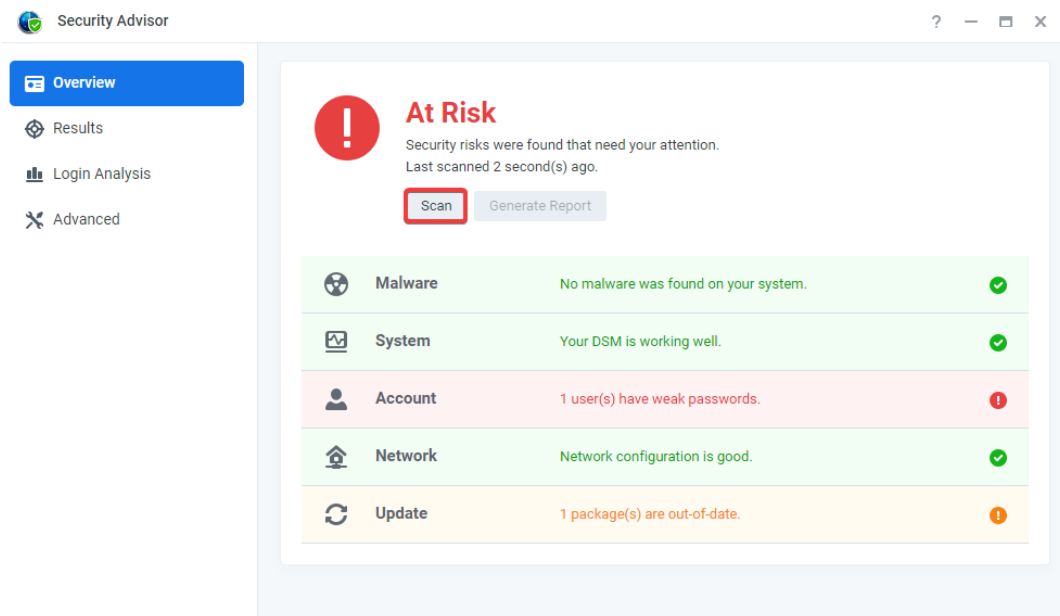 Security Advisor
Overview
Results
Login Analysis
Advanced
At Risk
Security risks were found that need your attention.
Last scanned 2 second(s) ago.
Scan Generate Report
Malware No malware was found on your system.
System Your DSM is working well.
Account 1 user(s) have weak passwords.
Network Network configuration is good.
Update 1 package(s) are out-of-date.